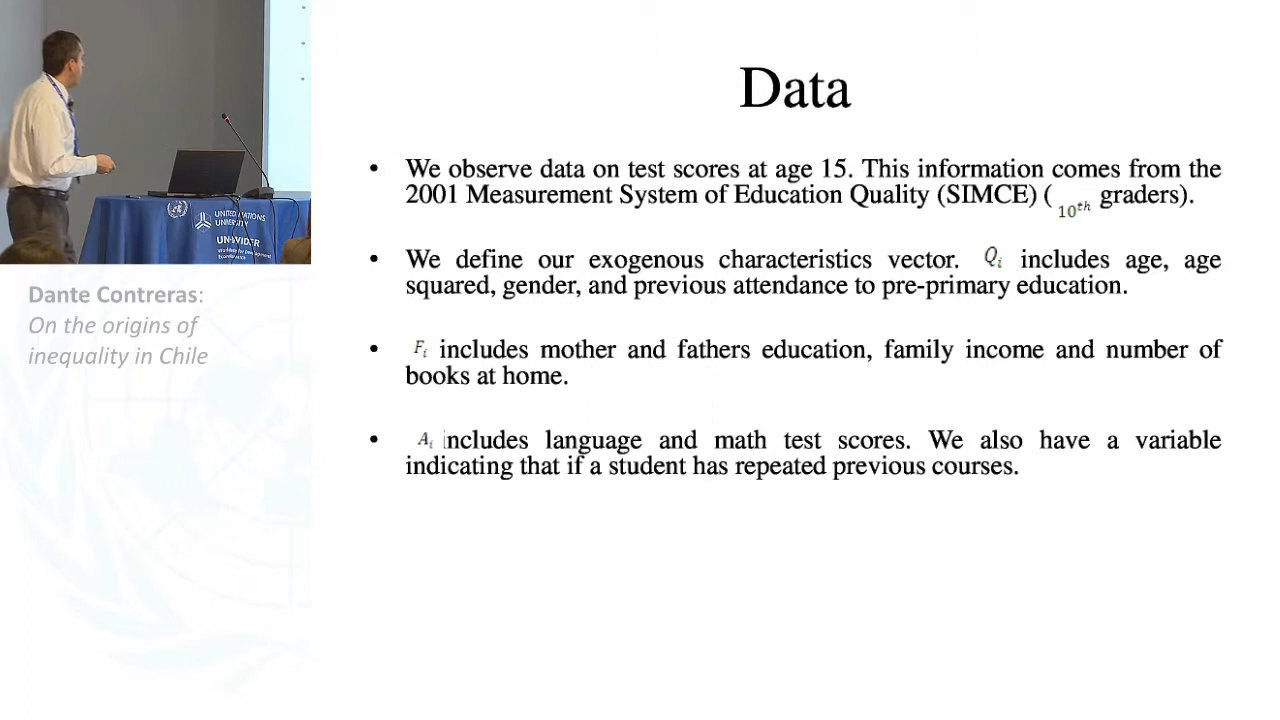 Data
• We observe data on test scores at age 15. This information comes from the
2001 Measurement System of Education Quality (SIMCE) ( 10th graders).
• We define our exogenous characteristics vector. Qi includes age, age
squared, gender, and previous attendance to pre-primary education.
• Fi includes mother and fathers education, family income and number of
books at home.
• Ai includes language and math test scores. We also have a variable
indicating that if a student has repeated previous courses.
UNITED NATIONS
UNIVERSITY
UNU-WIDER
Dante Contreras:
On the origins of
inequality in Chile